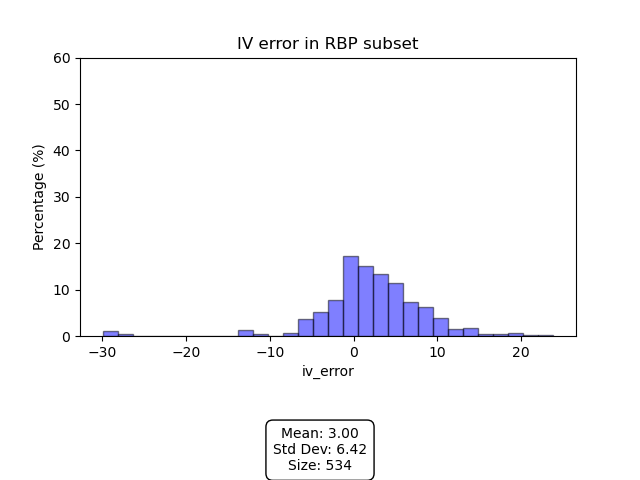 IV error in RBP subset
60
50
40
30
20
10
0
Percentage (%)
−30
−20
−10
0
10
20
iv_error
Mean: 3.00
Std Dev: 6.42
Size: 534